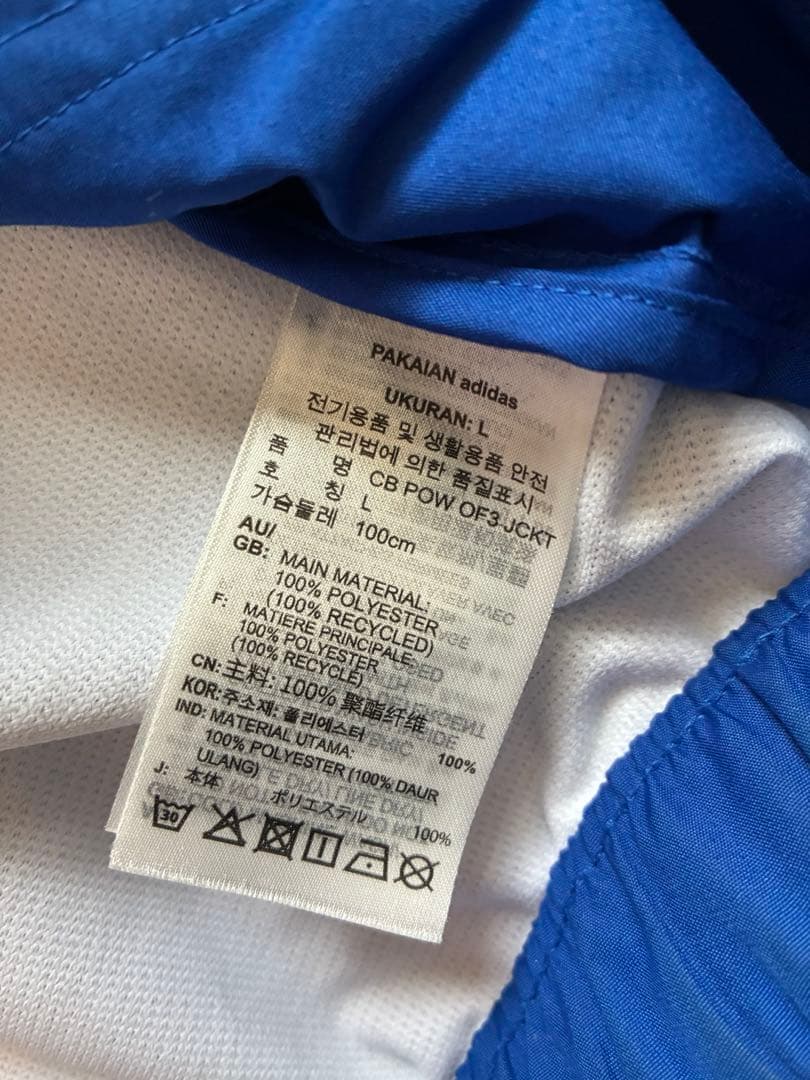 PAKAIAN adidas
UKURAN: L
전기용품 및 생활용품 안전
관리법에 의한 품질표시
품 명 CB POW OF3 JCKT
호 칭 L
가슴둘레 100cm
AU/
GB: MAIN MATERIAL:
100% POLYESTER
(100% RECYCLED)
F: MATIERE PRINCIPALE:
100% POLYESTER
(100% RECYCLE)
CN: 主料: 100% 聚酯纤维
KOR: 주소재: 폴리에스터 100%
IND: MATERIAL UTAMA:
100% POLYESTER (100% DAUR
ULANG)
J: 本体 ポリエステル 100%
30